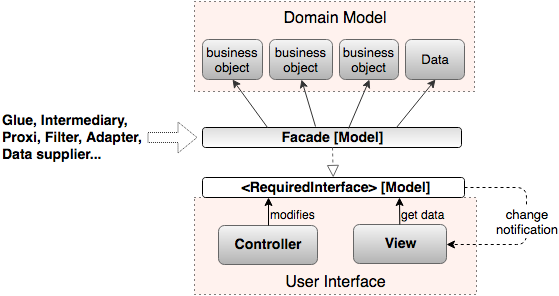 Domain Model
business
object
business
object
business
object
Data
Glue, Intermediary,
Proxi, Filter, Adapter,
Data supplier...
Facade [Model]
<RequiredInterface> [Model]
modifies
get data
change
notification
Controller
View
User Interface